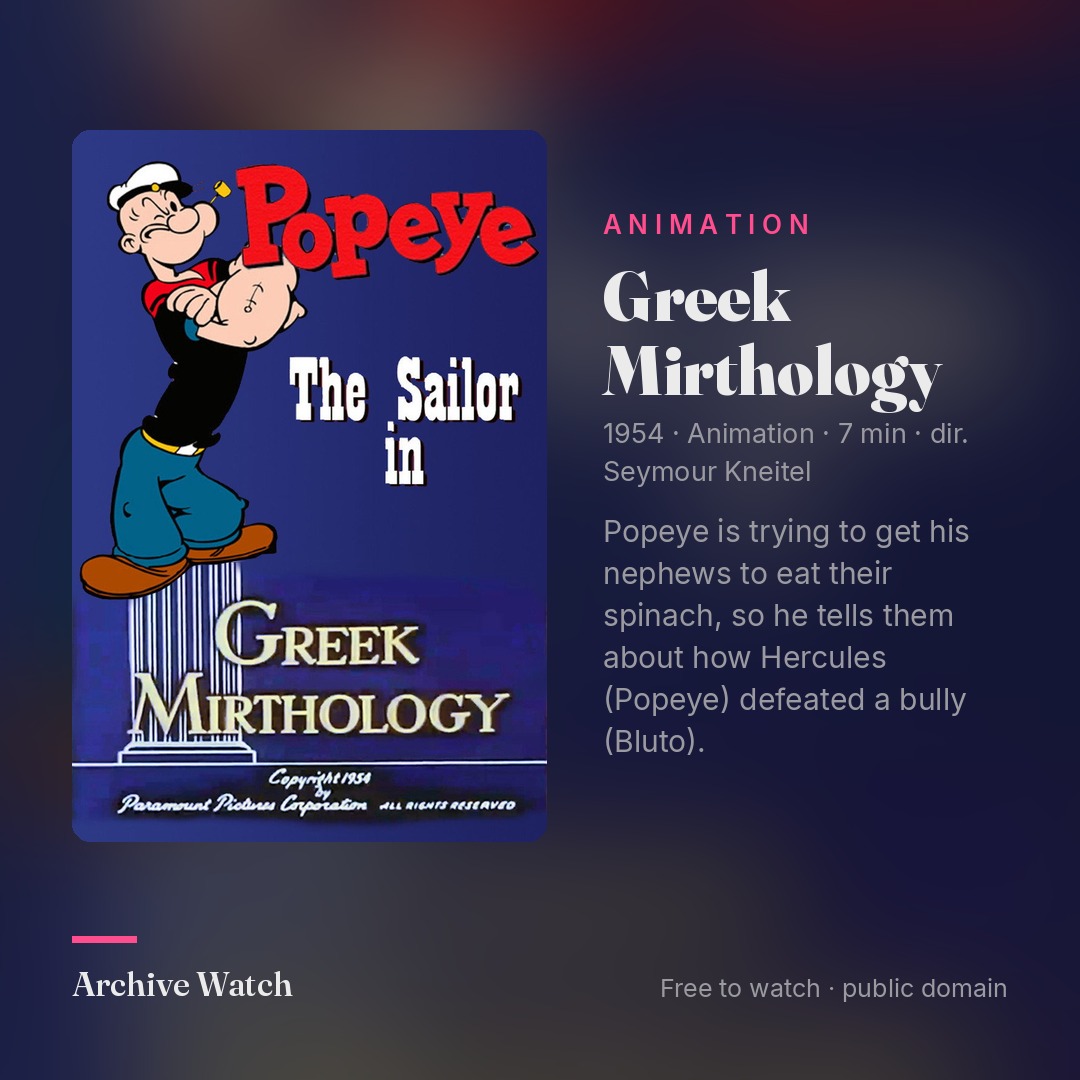 Popeye
The Sailor
in
GREEK
MIRTHOLOGY
Copyright 1954
by
Paramount Pictures Corporation ALL RIGHTS RESERVED
ANIMATION
Greek
Mirthology
1954 · Animation · 7 min · dir.
Seymour Kneitel
Popeye is trying to get his
nephews to eat their
spinach, so he tells them
about how Hercules
(Popeye) defeated a bully
(Bluto).
Archive Watch
Free to watch · public domain